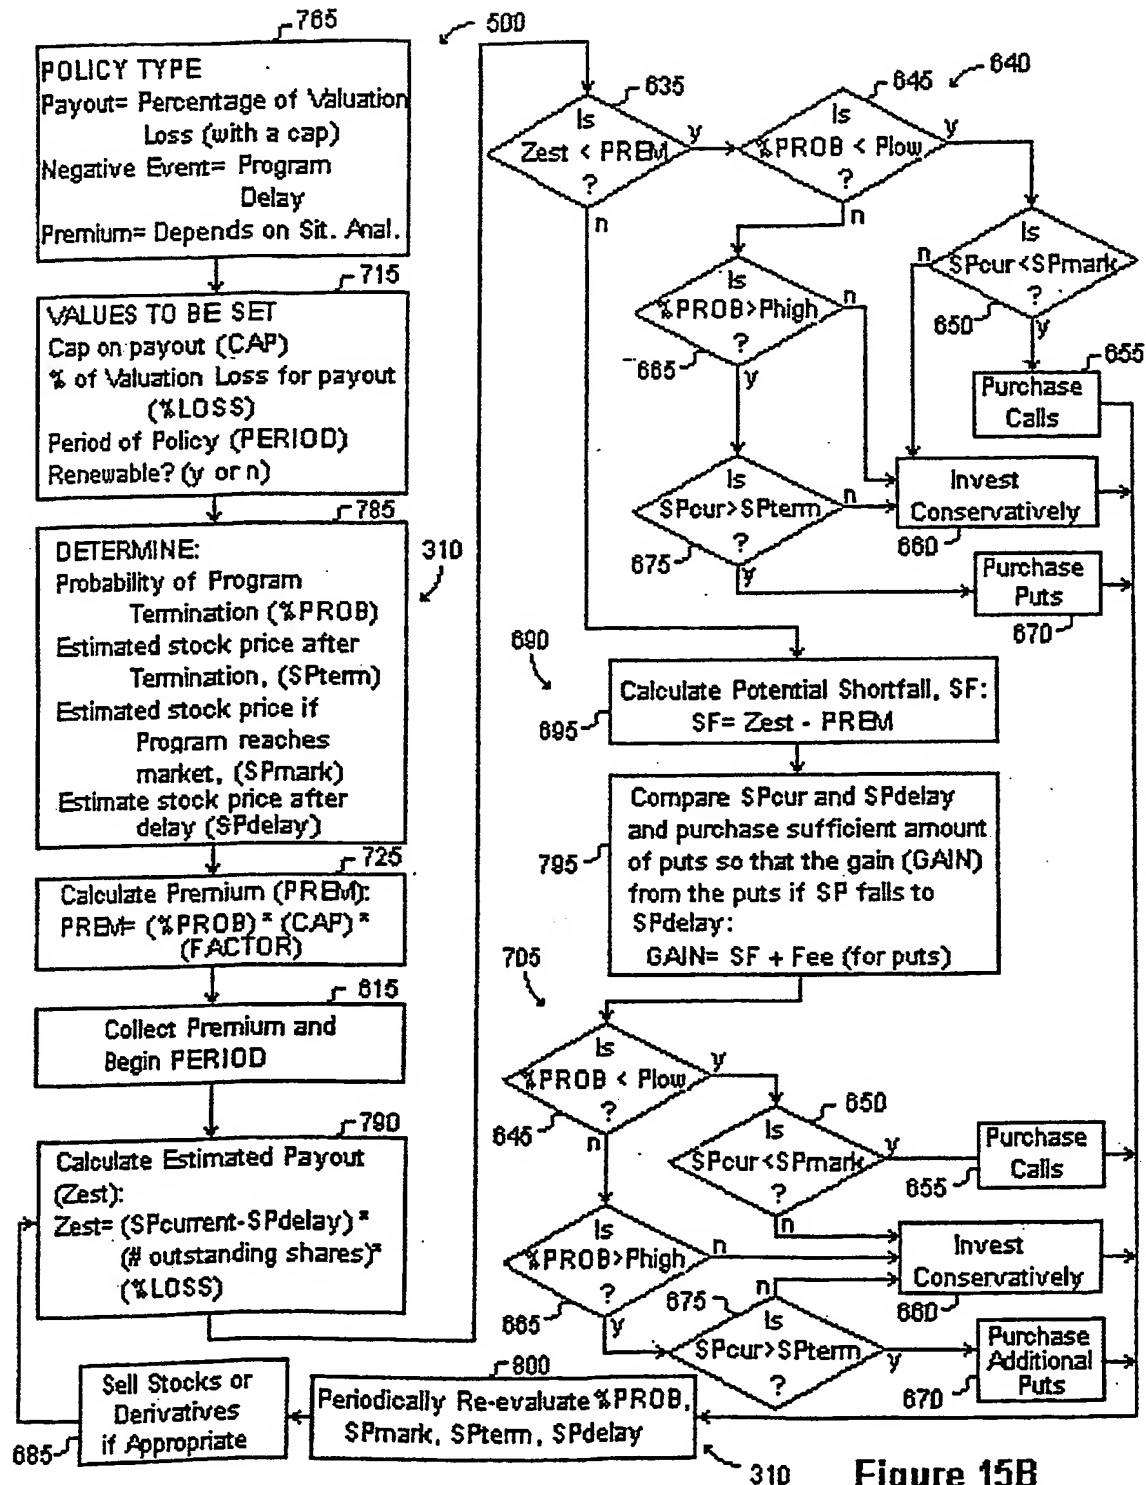 765
500
POLICY TYPE
Payout= Percentage of Valuation
Loss (with a cap)
Negative Event= Program
Delay
Premium= Depends on Sit. Anal.
715
VALUES TO BE SET
Cap on payout (CAP)
% of Valuation Loss for payout
(%LOSS)
Period of Policy (PERIOD)
Renewable? (y or n)
785
DETERMINE:
Probability of Program
Termination (%PROB)
Estimated stock price after
Termination, (SPterm)
Estimated stock price if
Program reaches
market, (SPmark)
Estimate stock price after
delay (SPdelay)
310
725
Calculate Premium (PREM):
PREM= (%PROB)* (CAP)*
(FACTOR)
615
Collect Premium and
Begin PERIOD
790
Calculate Estimated Payout
(Zest):
Zest= (SPcurrent-SPdelay)*
(# outstanding shares)*
(%LOSS)
635
Is
Zest < PREM
?
y
n
645
640
Is
%PROB < Plow
?
y
n
Is
SPcur<SPmark
?
n
y
650
655
Purchase
Calls
Is
%PROB>Phigh
?
n
y
665
Is
SPcur>SPterm
?
n
y
675
Invest
Conservatively
660
Purchase
Puts
670
690
Calculate Potential Shortfall, SF:
SF= Zest - PREM
695
Compare SPcur and SPdelay
and purchase sufficient amount
of puts so that the gain (GAIN)
from the puts if SP falls to
SPdelay:
GAIN= SF + Fee (for puts)
795
705
Is
%PROB < Plow
?
y
n
645
650
Is
SPcur<SPmark
?
y
n
Purchase
Calls
655
Is
%PROB>Phigh
?
n
y
665
Invest
Conservatively
660
675
n
Is
SPcur>SPterm
?
y
Purchase
Additional
Puts
670
800
Periodically Re-evaluate %PROB,
SPmark, SPterm, SPdelay
310
Sell Stocks or
Derivatives
if Appropriate
685
Figure 15B